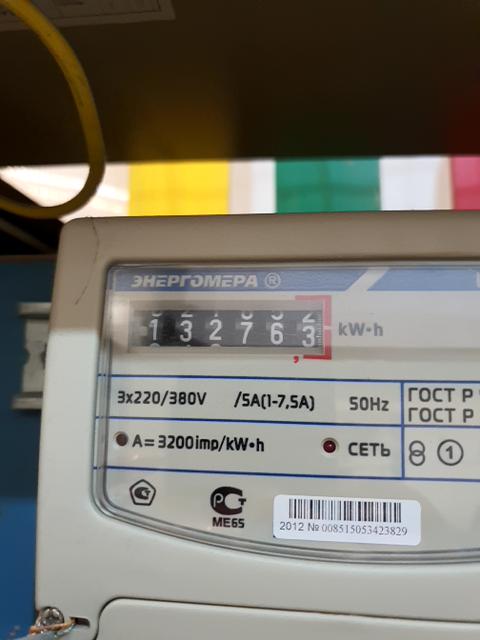 ЭНЕРГОМЕРА ®
1 3 2 7 6 , 3 kW•h
3x220/380V /5A(1-7,5A) 50Hz
ГОСТ Р
ГОСТ Р
A=3200imp/kW•h СЕТЬ 1
РСТ
МЕ65
2012 № 008515053423829